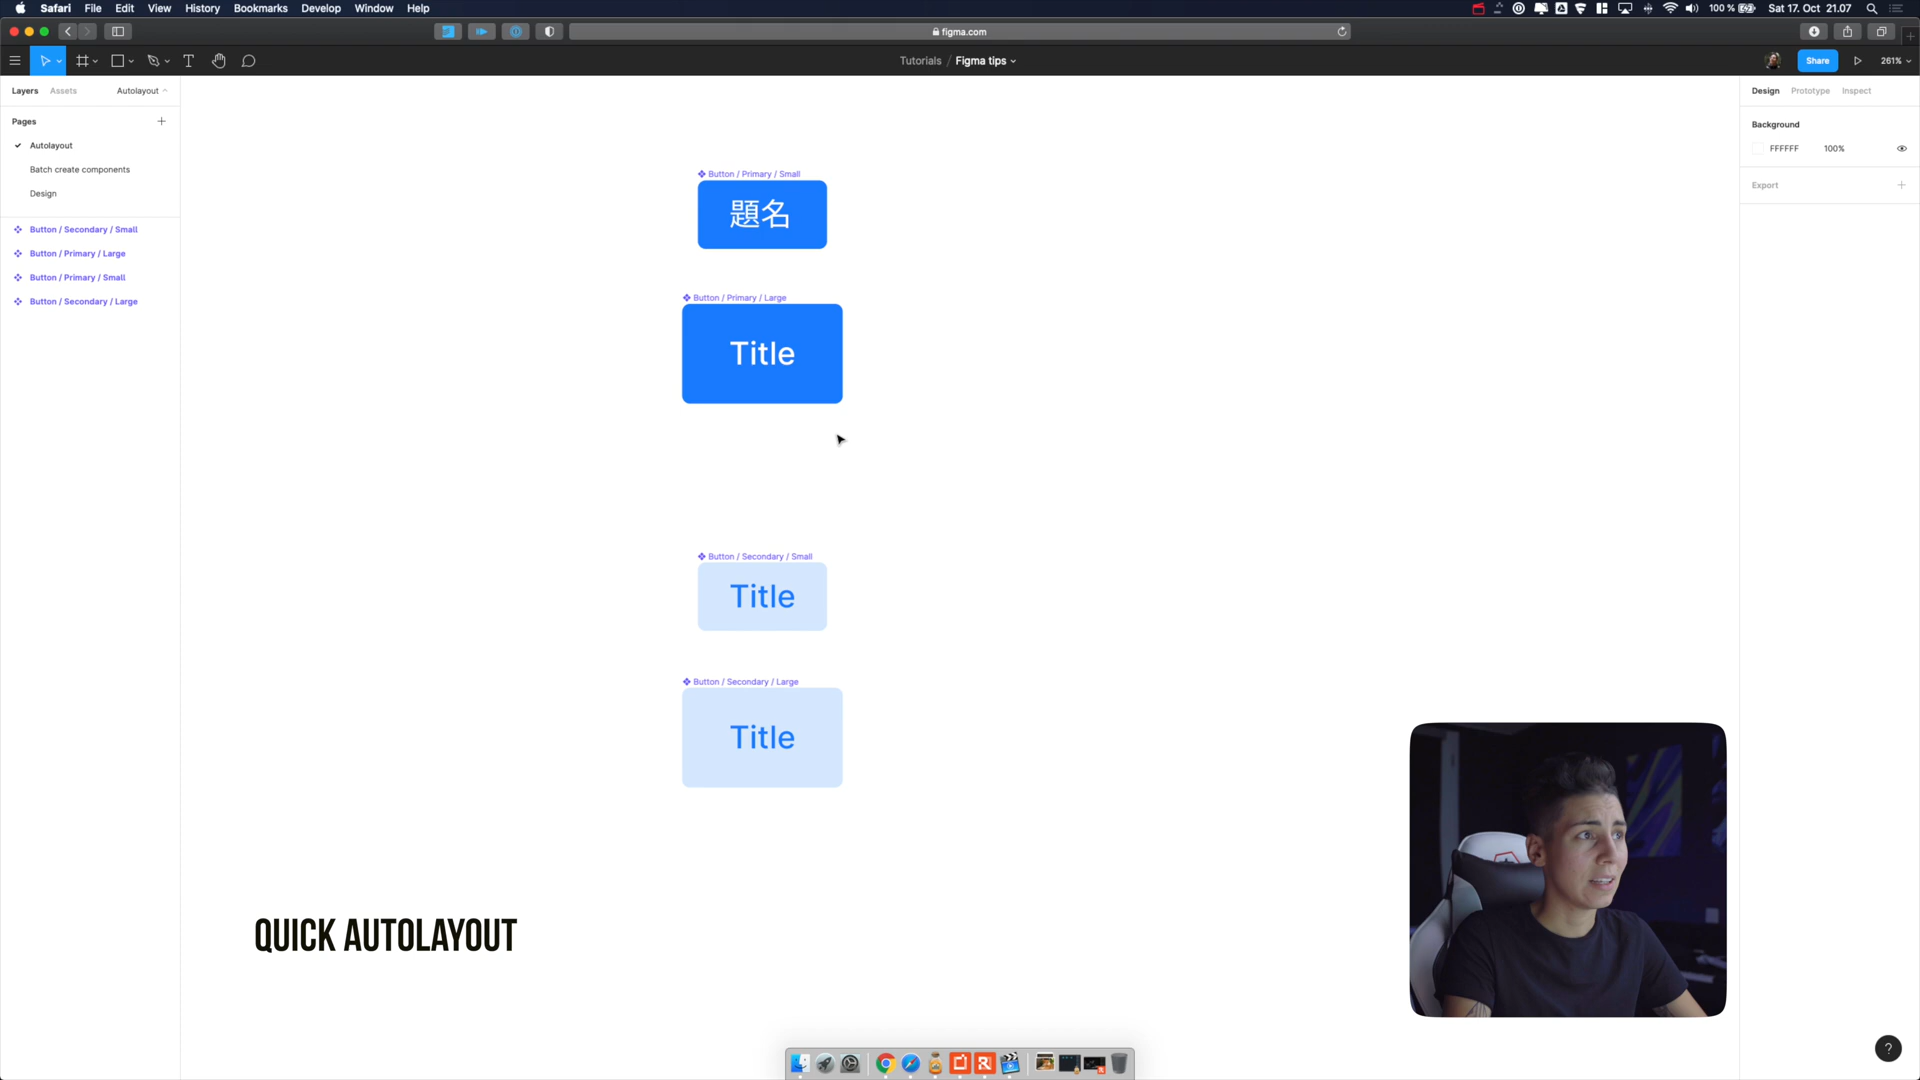 Safari File Edit View History Bookmarks Develop Window Help 100 % Sat 17. Oct 21.07
figma.com
Tutorials / Figma tips Share 261%
Layers Assets Autolayout
Design Prototype Inspect
Pages
Autolayout
Batch create components
Design
Button / Secondary / Small
Button / Primary / Large
Button / Primary / Small
Button / Secondary / Large
Button / Primary / Small
題名
Button / Primary / Large
Title
Button / Secondary / Small
Title
Button / Secondary / Large
Title
Background
FFFFFF 100%
Export
QUICK AUTOLAYOUT
?